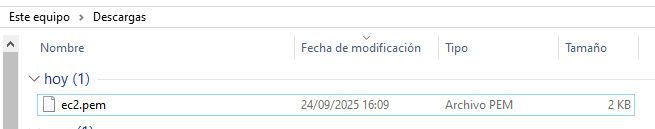 Este equipo > Descargas
Nombre Fecha de modificación Tipo Tamaño
hoy (1)
ec2.pem 24/09/2025 16:09 Archivo PEM 2 KB
(1)